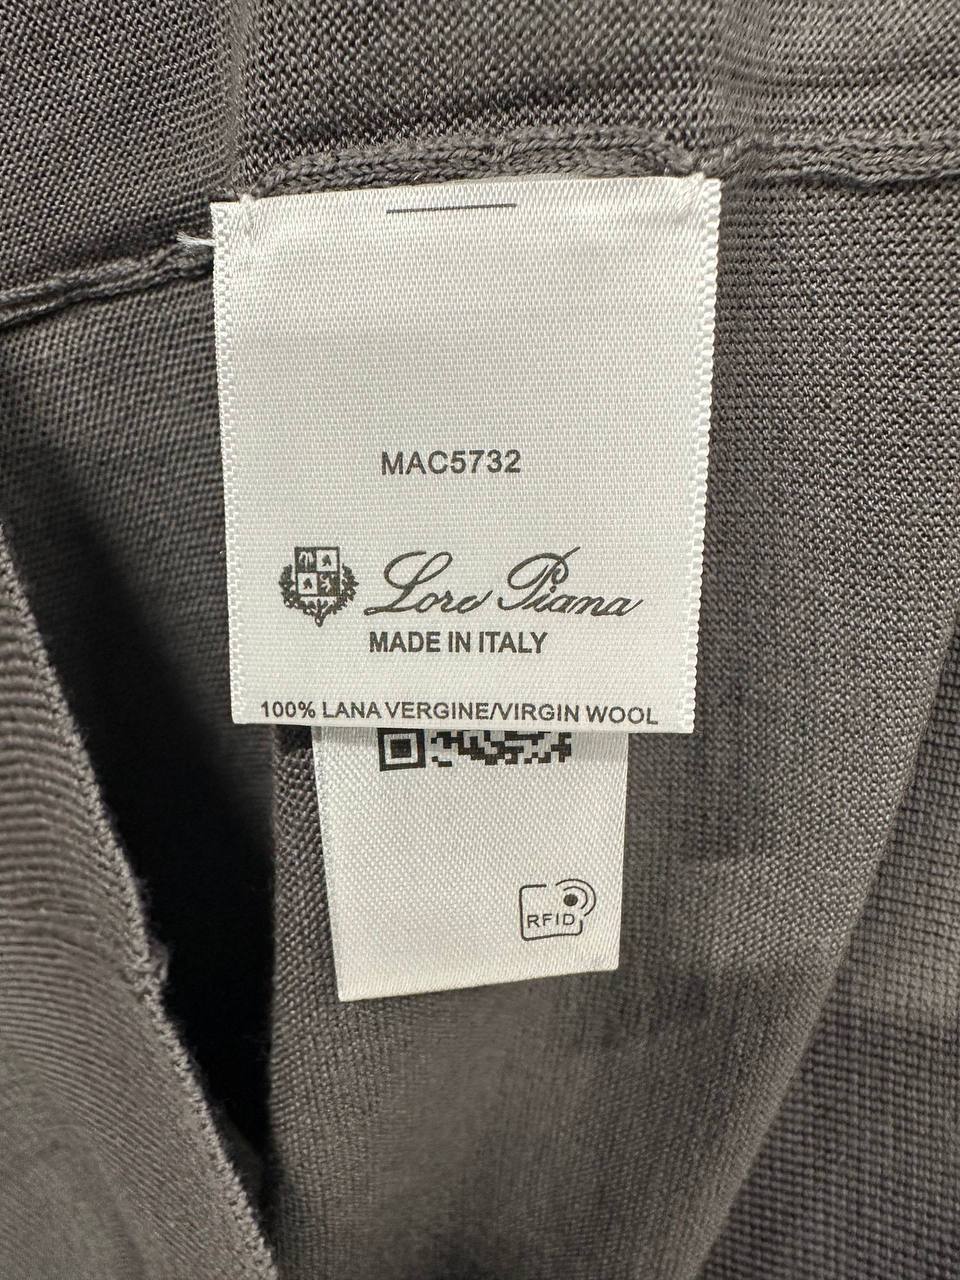 MAC5732
Loro Piana
MADE IN ITALY
100% LANA VERGINE/VIRGIN WOOL
RFID